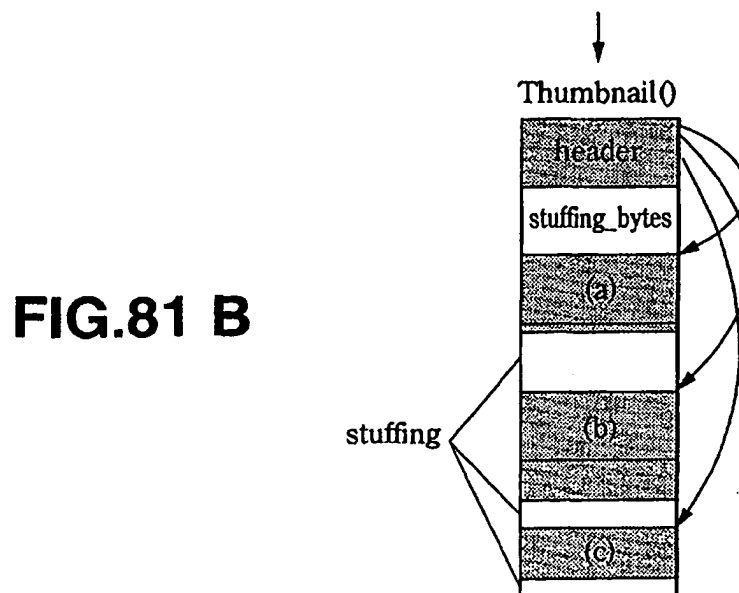 Thumbnail()
header
stuffing_bytes
(a)
FIG.81 B
(b)
stuffing
(c)